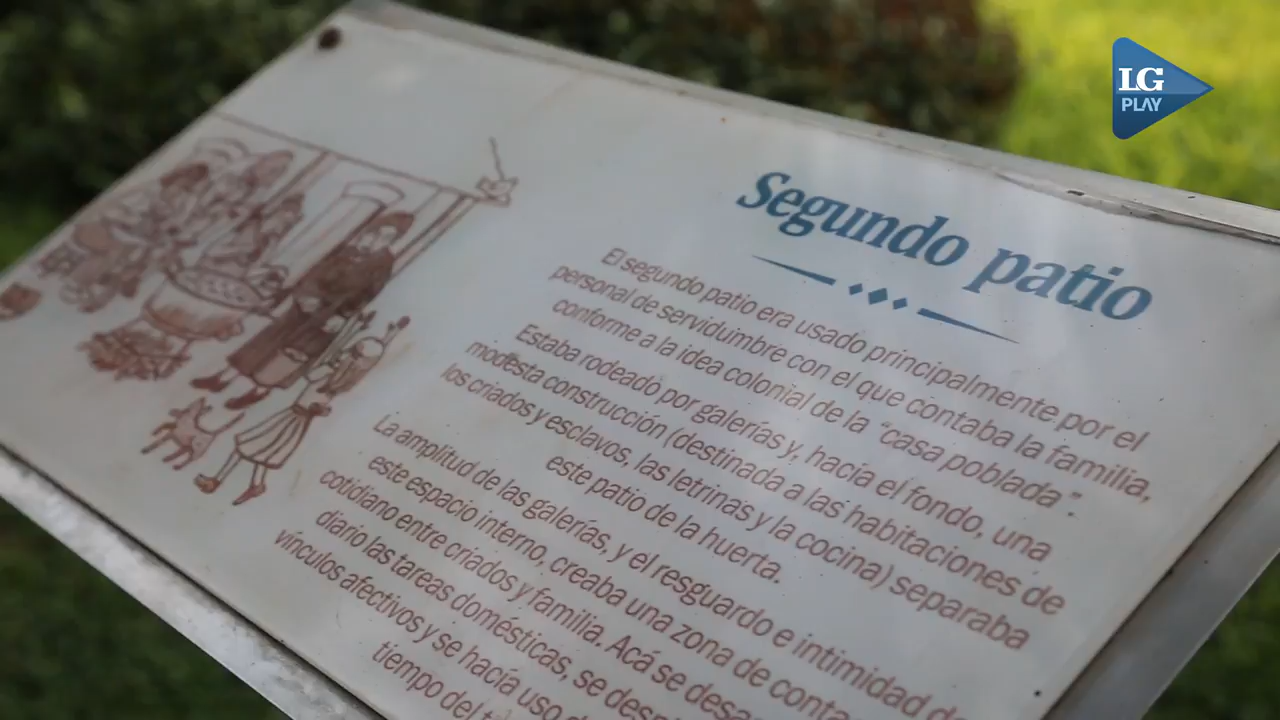 LG
PLAY
Segundo patio
El segundo patio era usado principalmente por el
personal de servidumbre con el que contaba la familia,
conforme a la idea colonial de la "casa poblada".
Estaba rodeado por galerías y, hacia el fondo, una
modesta construcción (destinada a las habitaciones de
los criados y esclavos, las letrinas y la cocina) separaba
este patio de la huerta.
La amplitud de las galerías, y el resguardo e intimidad de
este espacio interno, creaba una zona de conta
cotidiano entre criados y familia. Acá se desa
diario las tareas domésticas, se desp
vínculos afectivos y se hacía uso d
tiempo del